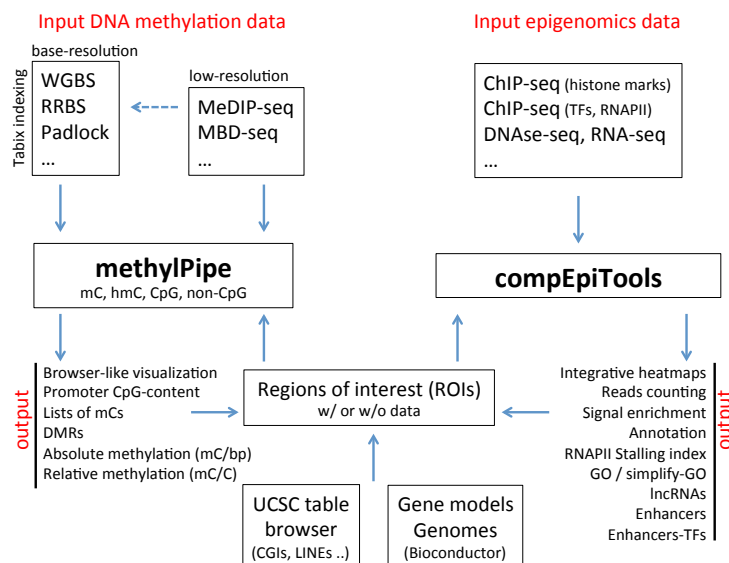 Input DNA methylation data
Input epigenomics data
base-resolution
Tabix indexing
WGBS
RRBS
Padlock
...
low-resolution
MeDIP-seq
MBD-seq
...
ChIP-seq (histone marks)
ChIP-seq (TFs, RNAPII)
DNAse-seq, RNA-seq
...
methylPipe
mC, hmC, CpG, non-CpG
compEpiTools
output
Browser-like visualization
Promoter CpG-content
Lists of mCs
DMRs
Absolute methylation (mC/bp)
Relative methylation (mC/C)
Regions of interest (ROIs)
w/ or w/o data
Integrative heatmaps
Reads counting
Signal enrichment
Annotation
RNAPII Stalling index
GO / simplify-GO
lncRNAs
Enhancers
Enhancers-TFs
output
UCSC table
browser
(CGIs, LINEs ..)
Gene models
Genomes
(Bioconductor)